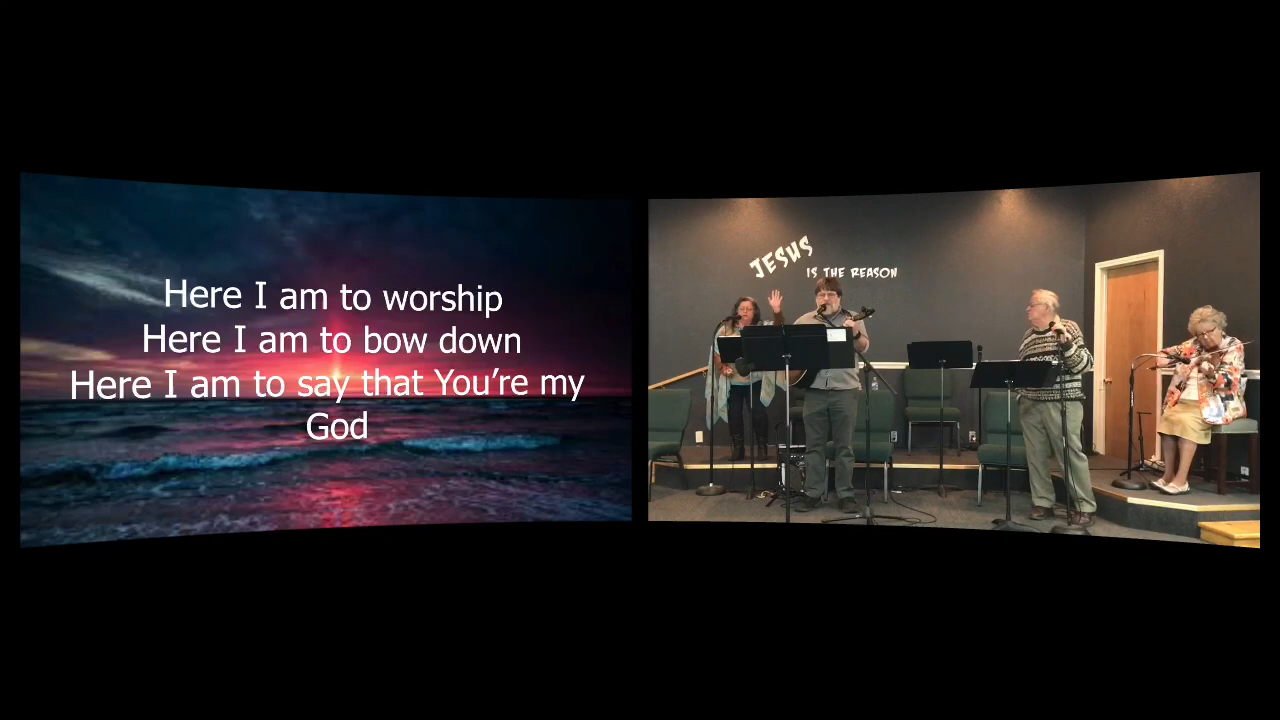 Here I am to worship
Here I am to bow down
Here I am to say that You're my
God
JESUS
IS THE REASON